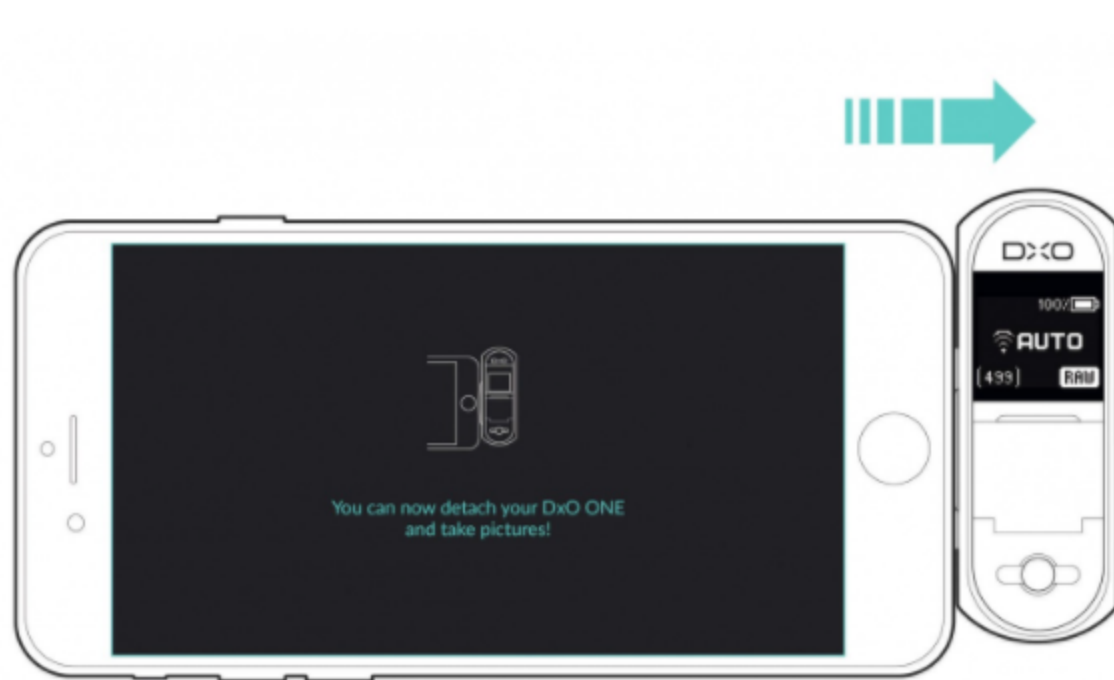 DXO
100%
AUTO
(499) RAW
You can now detach your DxO ONE
and take pictures!